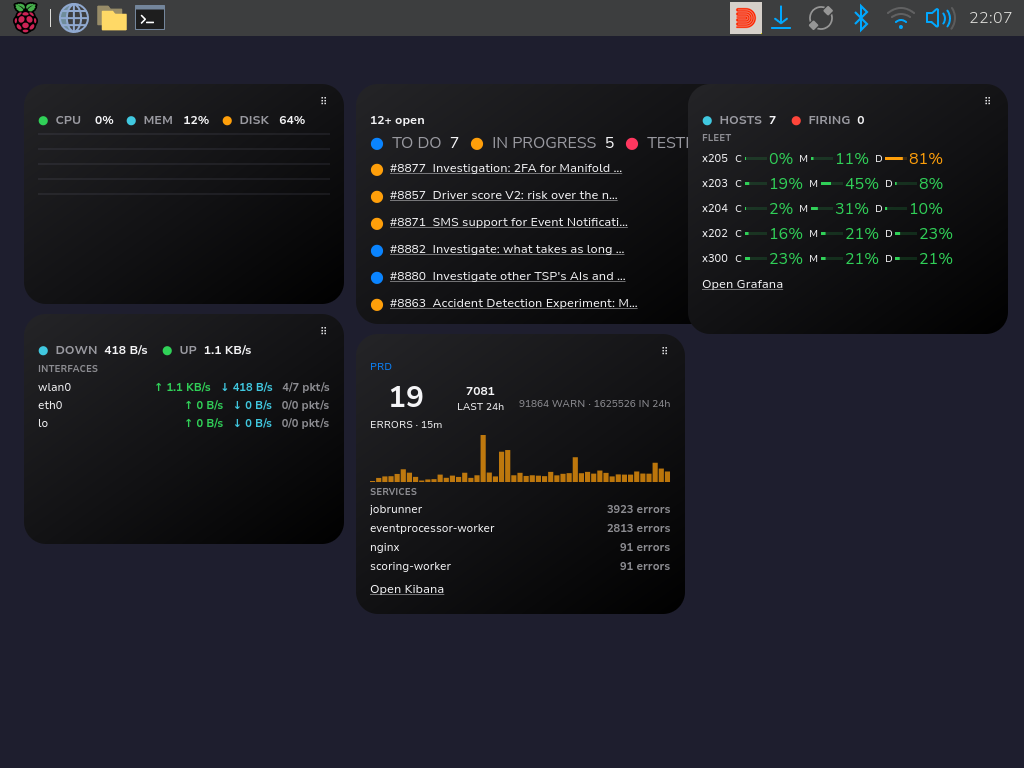 22:07
CPU 0% MEM 12% DISK 64%
DOWN 418 B/s UP 1.1 KB/s
INTERFACES
wlan0 ↑ 1.1 KB/s ↓ 418 B/s 4/7 pkt/s
eth0 ↑ 0 B/s ↓ 0 B/s 0/0 pkt/s
lo ↑ 0 B/s ↓ 0 B/s 0/0 pkt/s
12+ open
TO DO 7 IN PROGRESS 5 TESTI
#8877 Investigation: 2FA for Manifold ...
#8857 Driver score V2: risk over the n...
#8871 SMS support for Event Notificati...
#8882 Investigate: what takes as long ...
#8880 Investigate other TSP's AIs and ...
#8863 Accident Detection Experiment: M...
PRD
19 7081
LAST 24h 91864 WARN · 1625526 IN 24h
ERRORS · 15m
SERVICES
jobrunner 3923 errors
eventprocessor-worker 2813 errors
nginx 91 errors
scoring-worker 91 errors
Open Kibana
HOSTS 7 FIRING 0
FLEET
x205 C 0% M 11% D 81%
x203 C 19% M 45% D 8%
x204 C 2% M 31% D 10%
x202 C 16% M 21% D 23%
x300 C 23% M 21% D 21%
Open Grafana